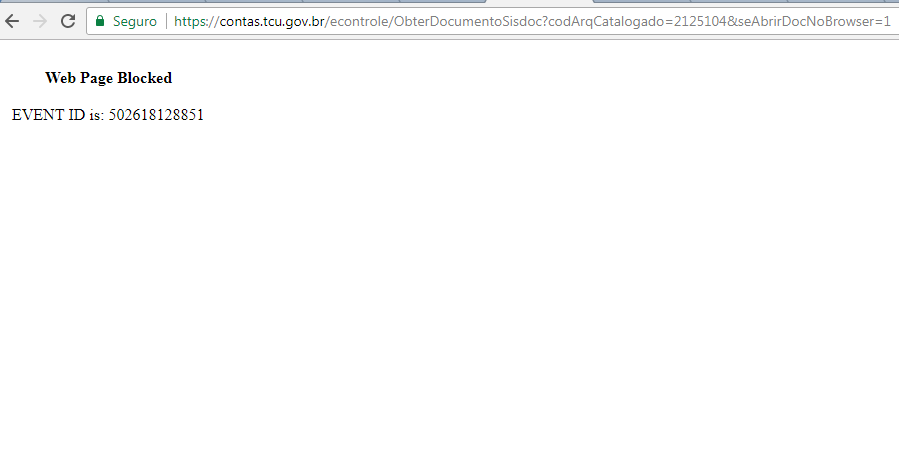 Seguro https://contas.tcu.gov.br/econtrole/ObterDocumentoSisdoc?codArqCatalogado=2125104&seAbrirDocNoBrowser=1
Web Page Blocked
EVENT ID is: 502618128851